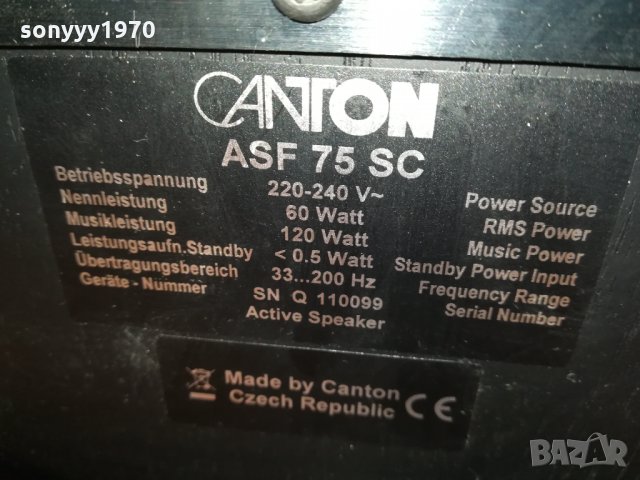 sonyyy1970
CANTON
ASF 75 SC
Betriebsspannung 220-240 V~ Power Source
Nennleistung 60 Watt RMS Power
Musikleistung 120 Watt Music Power
Leistungsaufn.Standby < 0.5 Watt Standby Power Input
Übertragungsbereich 33...200 Hz Frequency Range
Geräte - Nummer SN Q 110099 Serial Number
Active Speaker
Made by Canton
Czech Republic CE
BAZAR